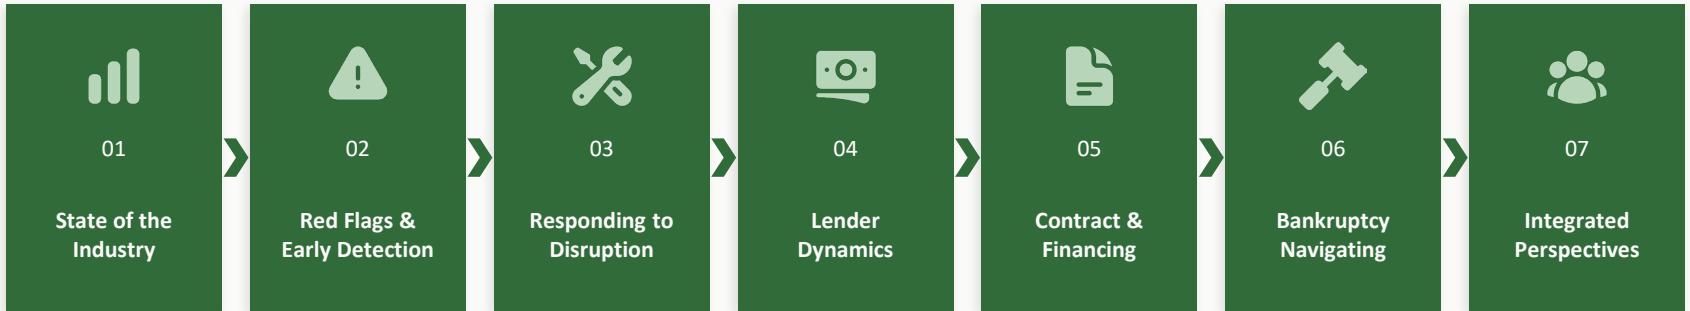 01
State of the
Industry
02
Red Flags &
Early Detection
03
Responding to
Disruption
04
Lender
Dynamics
05
Contract &
Financing
06
Bankruptcy
Navigating
07
Integrated
Perspectives